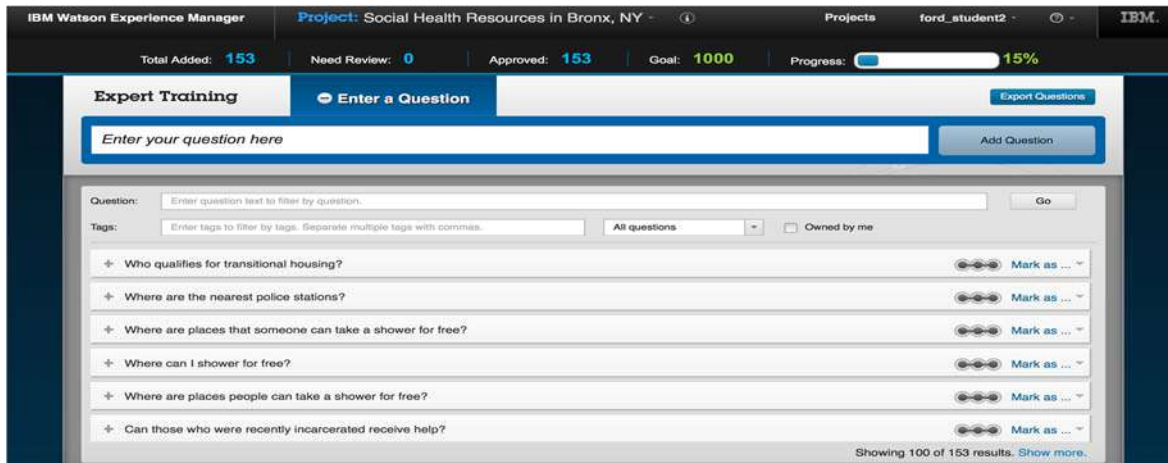 IBM Watson Experience Manager Project: Social Health Resources in Bronx, NY Projects ford_student2 IBM.
Total Added: 153 Need Review: 0 Approved: 153 Goal: 1000 Progress: 15%
Expert Training Enter a Question Export Questions
Enter your question here Add Question
Question: Enter question text to filter by question. Go
Tags: Enter tags to filter by tags. Separate multiple tags with commas. All questions Owned by me
Who qualifies for transitional housing? Mark as ...
Where are the nearest police stations? Mark as ...
Where are places that someone can take a shower for free? Mark as ...
Where can I shower for free? Mark as ...
Where are places people can take a shower for free? Mark as ...
Can those who were recently incarcerated receive help? Mark as ...
Showing 100 of 153 results. Show more.